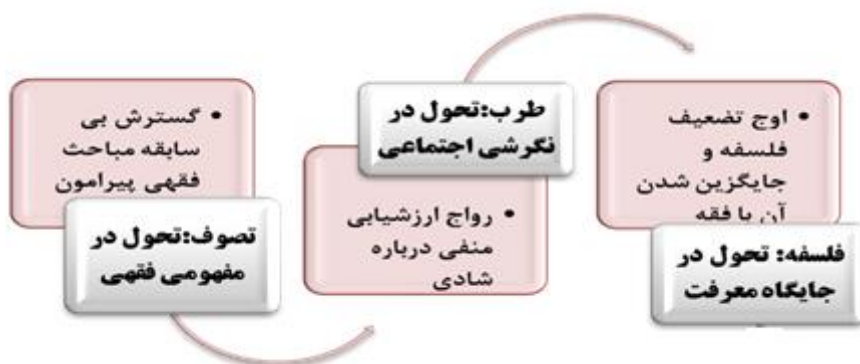 • اوج تضعیف
فلسفه و
جایگزین شدن
آن با فقه
فلسفه: تحول در
جایگاه معرفت
طرب:تحول در
نگرشی اجتماعی
• رواج ارزشیابی
منفی درباره
شادی
• گسترش بی
سابقه مباحث
فقهی پیرامون
تصوف:تحول در
مفهومی فقهی